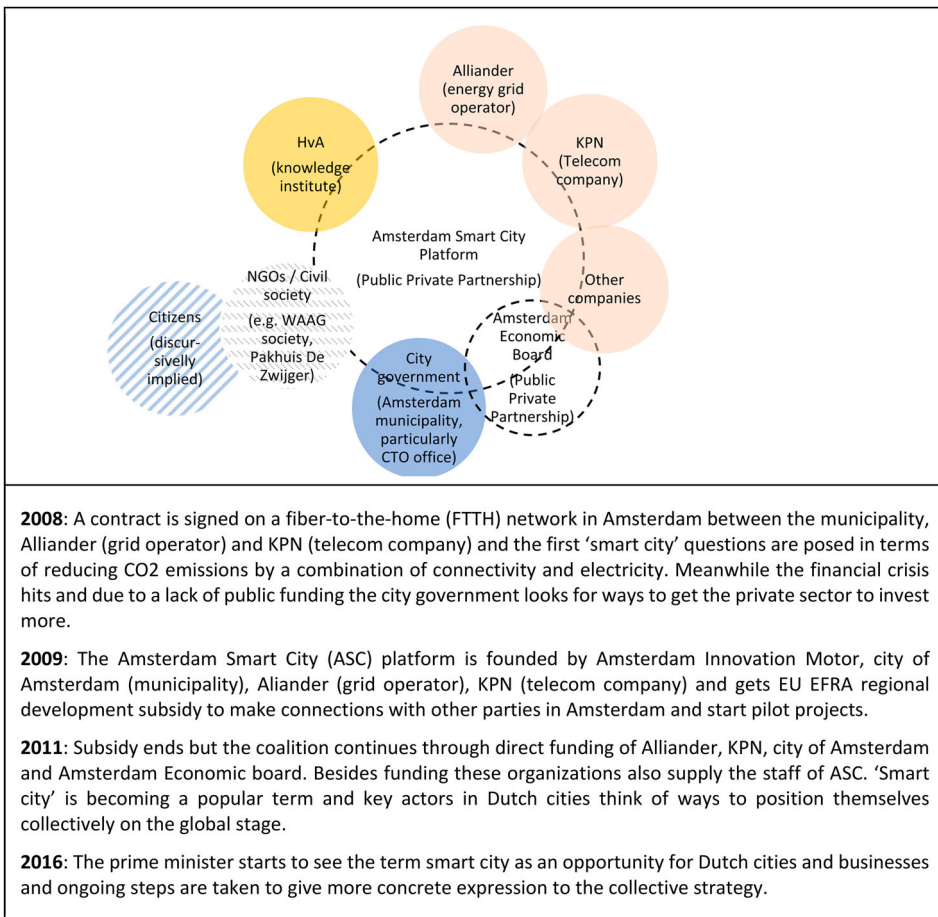 Alliander
(energy grid
operator)
HvA
(knowledge
institute)
KPN
(Telecom
company)
Amsterdam Smart City
Platform
(Public Private Partnership)
Other
companies
NGOs / Civil
society
(e.g. WAAG
society,
Pakhuis De
Zwijger)
Citizens
(discur-
sivelly
implied)
Amsterdam
Economic
Board
(Public
Private
Partnership)
City
government
(Amsterdam
municipality,
particularly
CTO office)
2008: A contract is signed on a fiber-to-the-home (FTTH) network in Amsterdam between the municipality,
Alliander (grid operator) and KPN (telecom company) and the first ‘smart city’ questions are posed in terms
of reducing CO2 emissions by a combination of connectivity and electricity. Meanwhile the financial crisis
hits and due to a lack of public funding the city government looks for ways to get the private sector to invest
more.
2009: The Amsterdam Smart City (ASC) platform is founded by Amsterdam Innovation Motor, city of
Amsterdam (municipality), Aliander (grid operator), KPN (telecom company) and gets EU EFRA regional
development subsidy to make connections with other parties in Amsterdam and start pilot projects.
2011: Subsidy ends but the coalition continues through direct funding of Alliander, KPN, city of Amsterdam
and Amsterdam Economic board. Besides funding these organizations also supply the staff of ASC. ‘Smart
city’ is becoming a popular term and key actors in Dutch cities think of ways to position themselves
collectively on the global stage.
2016: The prime minister starts to see the term smart city as an opportunity for Dutch cities and businesses
and ongoing steps are taken to give more concrete expression to the collective strategy.